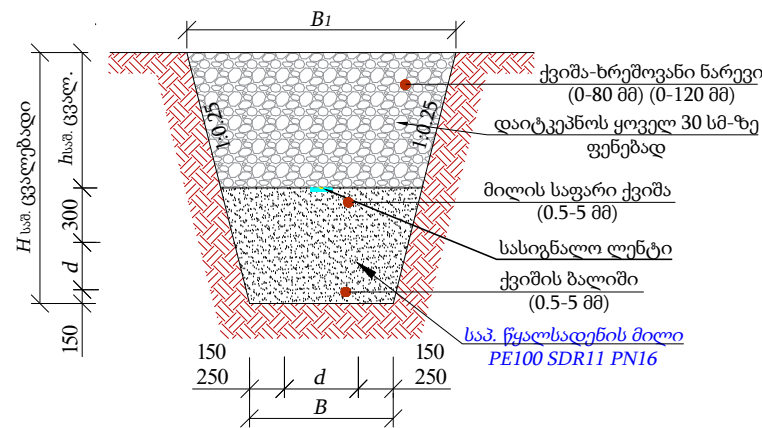 B1
ქვიშა-ხრეშოვანი ნარევი
(0-80 მმ) (0-120 მმ)
დაიტკეპნოს ყოველ 30 სმ-ზე
ფენებად
მილის საფარი ქვიშა
(0.5-5 მმ)
სასიგნალო ლენტი
ქვიშის ბალიში
(0.5-5 მმ)
საპ. წყალსადენის მილი
PE100 SDR11 PN16
1:0.25
1:0.25
H საშ. ცვალებადი
hსაშ. ცვალ.
300
d
150
150
250
d
150
250
B